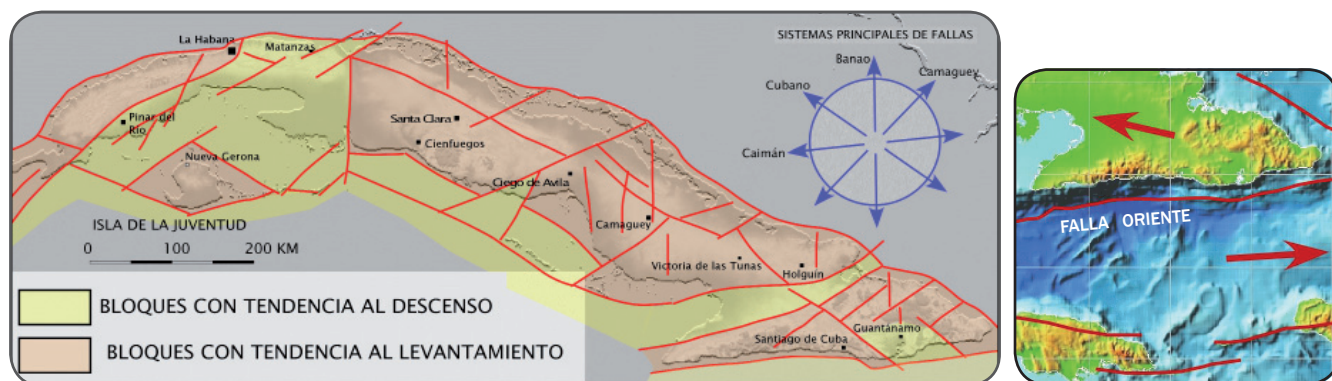 La Habana
Matanzas
Pinar del
Río
Nueva Gerona
Santa Clara
Cienfuegos
Ciego de Avila
Camaguey
Victoria de las Tunas
Holguín
Santiago de Cuba
Guantánamo
ISLA DE LA JUVENTUD
0 100 200 KM
BLOQUES CON TENDENCIA AL DESCENSO
BLOQUES CON TENDENCIA AL LEVANTAMIENTO
SISTEMAS PRINCIPALES DE FALLAS
Banao
Camaguey
Cubano
Caimán
FALLA ORIENTE